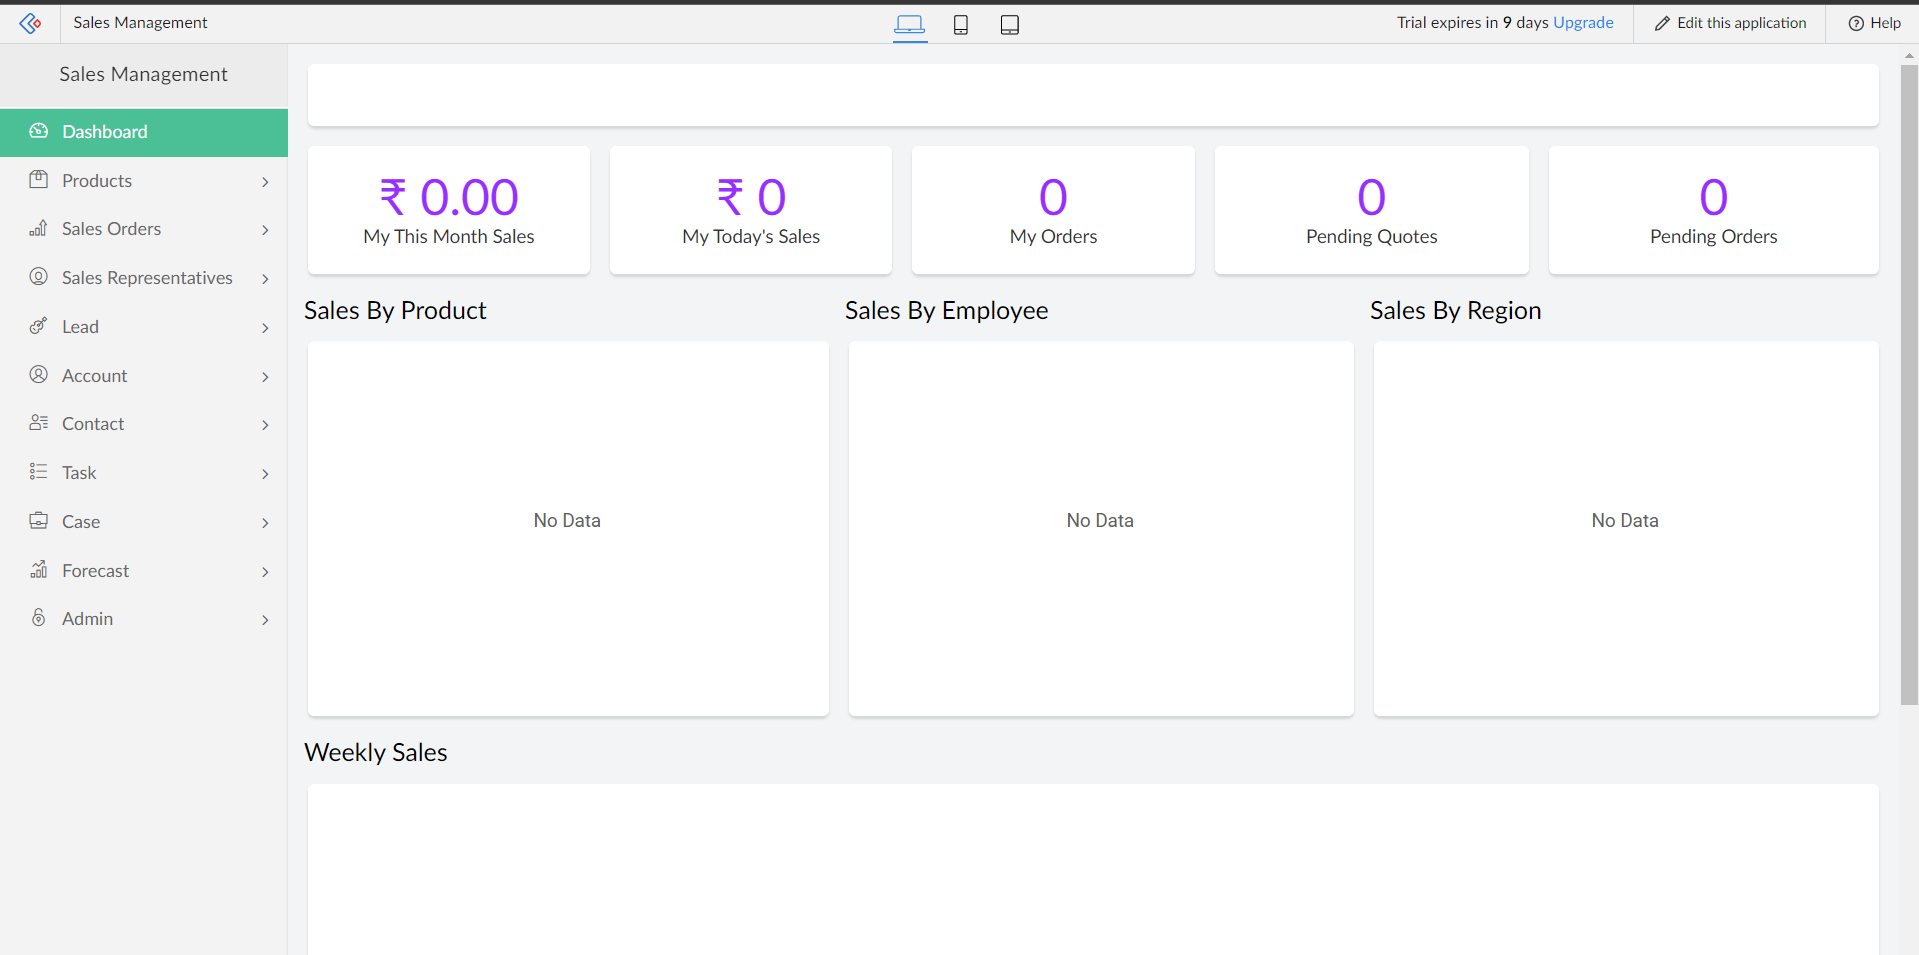 Sales Management
Trial expires in 9 days Upgrade
Edit this application
Help
Sales Management
Dashboard
Products
Sales Orders
Sales Representatives
Lead
Account
Contact
Task
Case
Forecast
Admin
₹ 0.00
My This Month Sales
₹ 0
My Today's Sales
0
My Orders
0
Pending Quotes
0
Pending Orders
Sales By Product
No Data
Sales By Employee
No Data
Sales By Region
No Data
Weekly Sales